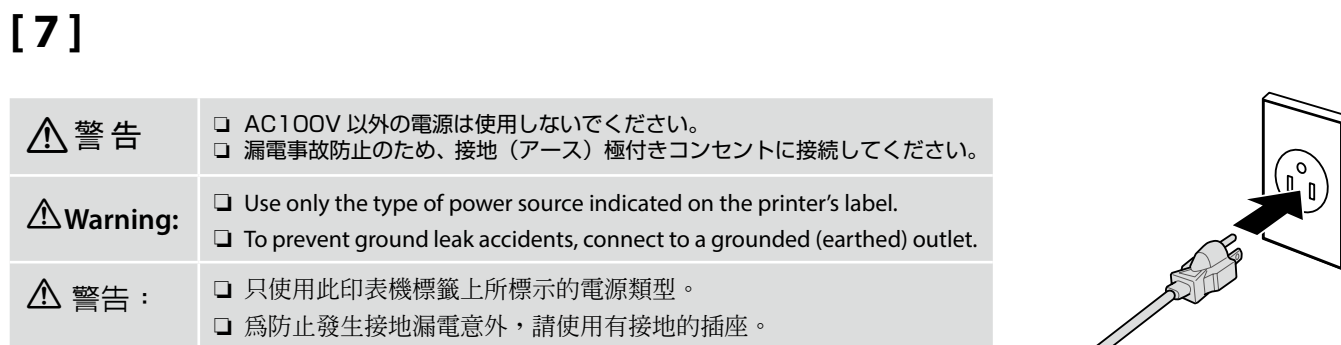 [ 7 ]
⚠ 警 告
❏ AC100V 以外の電源は使用しないでください。
❏ 漏電事故防止のため、接地（アース）極付きコンセントに接続してください。
⚠ Warning:
❏ Use only the type of power source indicated on the printer’s label.
❏ To prevent ground leak accidents, connect to a grounded (earthed) outlet.
⚠ 警告：
❏ 只使用此印表機標籤上所標示的電源類型。
❏ 爲防止發生接地漏電意外，請使用有接地的插座。